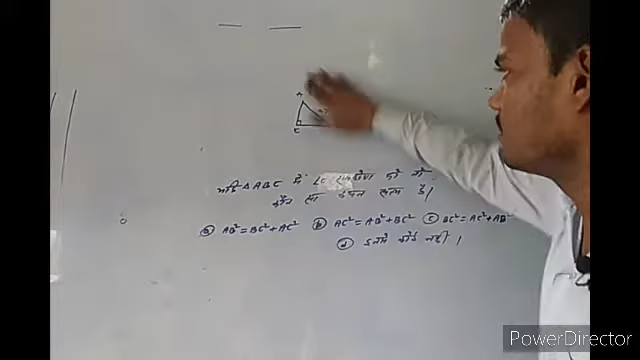 A
C
यदि ∆ABC में ∠C समकोण हो तो
कौन सा कथन सत्य है।
(a) AB² = BC² + AC² (b) AC² = AB² + BC² (c) BC² = AC² + AB²
(d) इनमें कोई नहीं।
PowerDirector